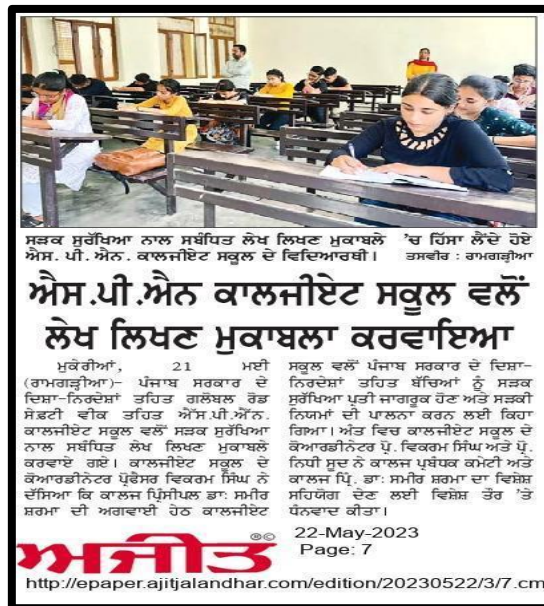 ਸੜਕ ਸੁਰੱਖਿਆ ਨਾਲ ਸਬੰਧਿਤ ਲੇਖ ਲਿਖਣ ਮੁਕਾਬਲੇ 'ਚ ਹਿੱਸਾ ਲੈਂਦੇ ਹੋਏ
ਐਸ. ਪੀ. ਐਨ. ਕਾਲਜੀਏਟ ਸਕੂਲ ਦੇ ਵਿਦਿਆਰਥੀ। ਤਸਵੀਰ : ਰਾਮਗੜ੍ਹੀਆ
ਐਸ.ਪੀ.ਐਨ ਕਾਲਜੀਏਟ ਸਕੂਲ ਵਲੋਂ
ਲੇਖ ਲਿਖਣ ਮੁਕਾਬਲਾ ਕਰਵਾਇਆ
ਮੁਕੇਰੀਆਂ, 21 ਮਈ
(ਰਾਮਗੜ੍ਹੀਆ)- ਪੰਜਾਬ ਸਰਕਾਰ ਦੇ
ਦਿਸ਼ਾ-ਨਿਰਦੇਸ਼ਾਂ ਤਹਿਤ ਗਲੋਬਲ ਰੋਡ
ਸੇਫ਼ਟੀ ਵੀਕ ਤਹਿਤ ਐੱਸ.ਪੀ.ਐੱਨ.
ਕਾਲਜੀਏਟ ਸਕੂਲ ਵਲੋਂ ਸੜਕ ਸੁਰੱਖਿਆ
ਨਾਲ ਸਬੰਧਿਤ ਲੇਖ ਲਿਖਣ ਮੁਕਾਬਲੇ
ਕਰਵਾਏ ਗਏ। ਕਾਲਜੀਏਟ ਸਕੂਲ ਦੇ
ਕੋਆਰਡੀਨੇਟਰ ਪ੍ਰੋਫੈਸਰ ਵਿਕਰਮ ਸਿੰਘ ਨੇ
ਦੱਸਿਆ ਕਿ ਕਾਲਜ ਪ੍ਰਿੰਸੀਪਲ ਡਾ: ਸਮੀਰ
ਸ਼ਰਮਾ ਦੀ ਅਗਵਾਈ ਹੇਠ ਕਾਲਜੀਏਟ
ਸਕੂਲ ਵਲੋਂ ਪੰਜਾਬ ਸਰਕਾਰ ਦੇ ਦਿਸ਼ਾ-
ਨਿਰਦੇਸ਼ਾਂ ਤਹਿਤ ਬੱਚਿਆਂ ਨੂੰ ਸੜਕ
ਸੁਰੱਖਿਆ ਪ੍ਰਤੀ ਜਾਗਰੂਕ ਹੋਣ ਅਤੇ ਸੜਕੀ
ਨਿਯਮਾਂ ਦੀ ਪਾਲਨਾ ਕਰਨ ਲਈ ਕਿਹਾ
ਗਿਆ। ਅੰਤ ਵਿਚ ਕਾਲਜੀਏਟ ਸਕੂਲ ਦੇ
ਕੋਆਰਡੀਨੇਟਰ ਪ੍ਰੋ. ਵਿਕਰਮ ਸਿੰਘ ਅਤੇ ਪ੍ਰੋ.
ਨਿਧੀ ਸੂਦ ਨੇ ਕਾਲਜ ਪ੍ਰਬੰਧਕ ਕਮੇਟੀ ਅਤੇ
ਕਾਲਜ ਪ੍ਰਿੰ. ਡਾ: ਸਮੀਰ ਸ਼ਰਮਾ ਦਾ ਵਿਸ਼ੇਸ਼
ਸਹਿਯੋਗ ਦੇਣ ਲਈ ਵਿਸ਼ੇਸ਼ ਤੌਰ 'ਤੇ
ਧੰਨਵਾਦ ਕੀਤਾ।
ਅਜੀਤ ®©
22-May-2023
Page: 7
http://epaper.ajitjalandhar.com/edition/20230522/3/7.cm